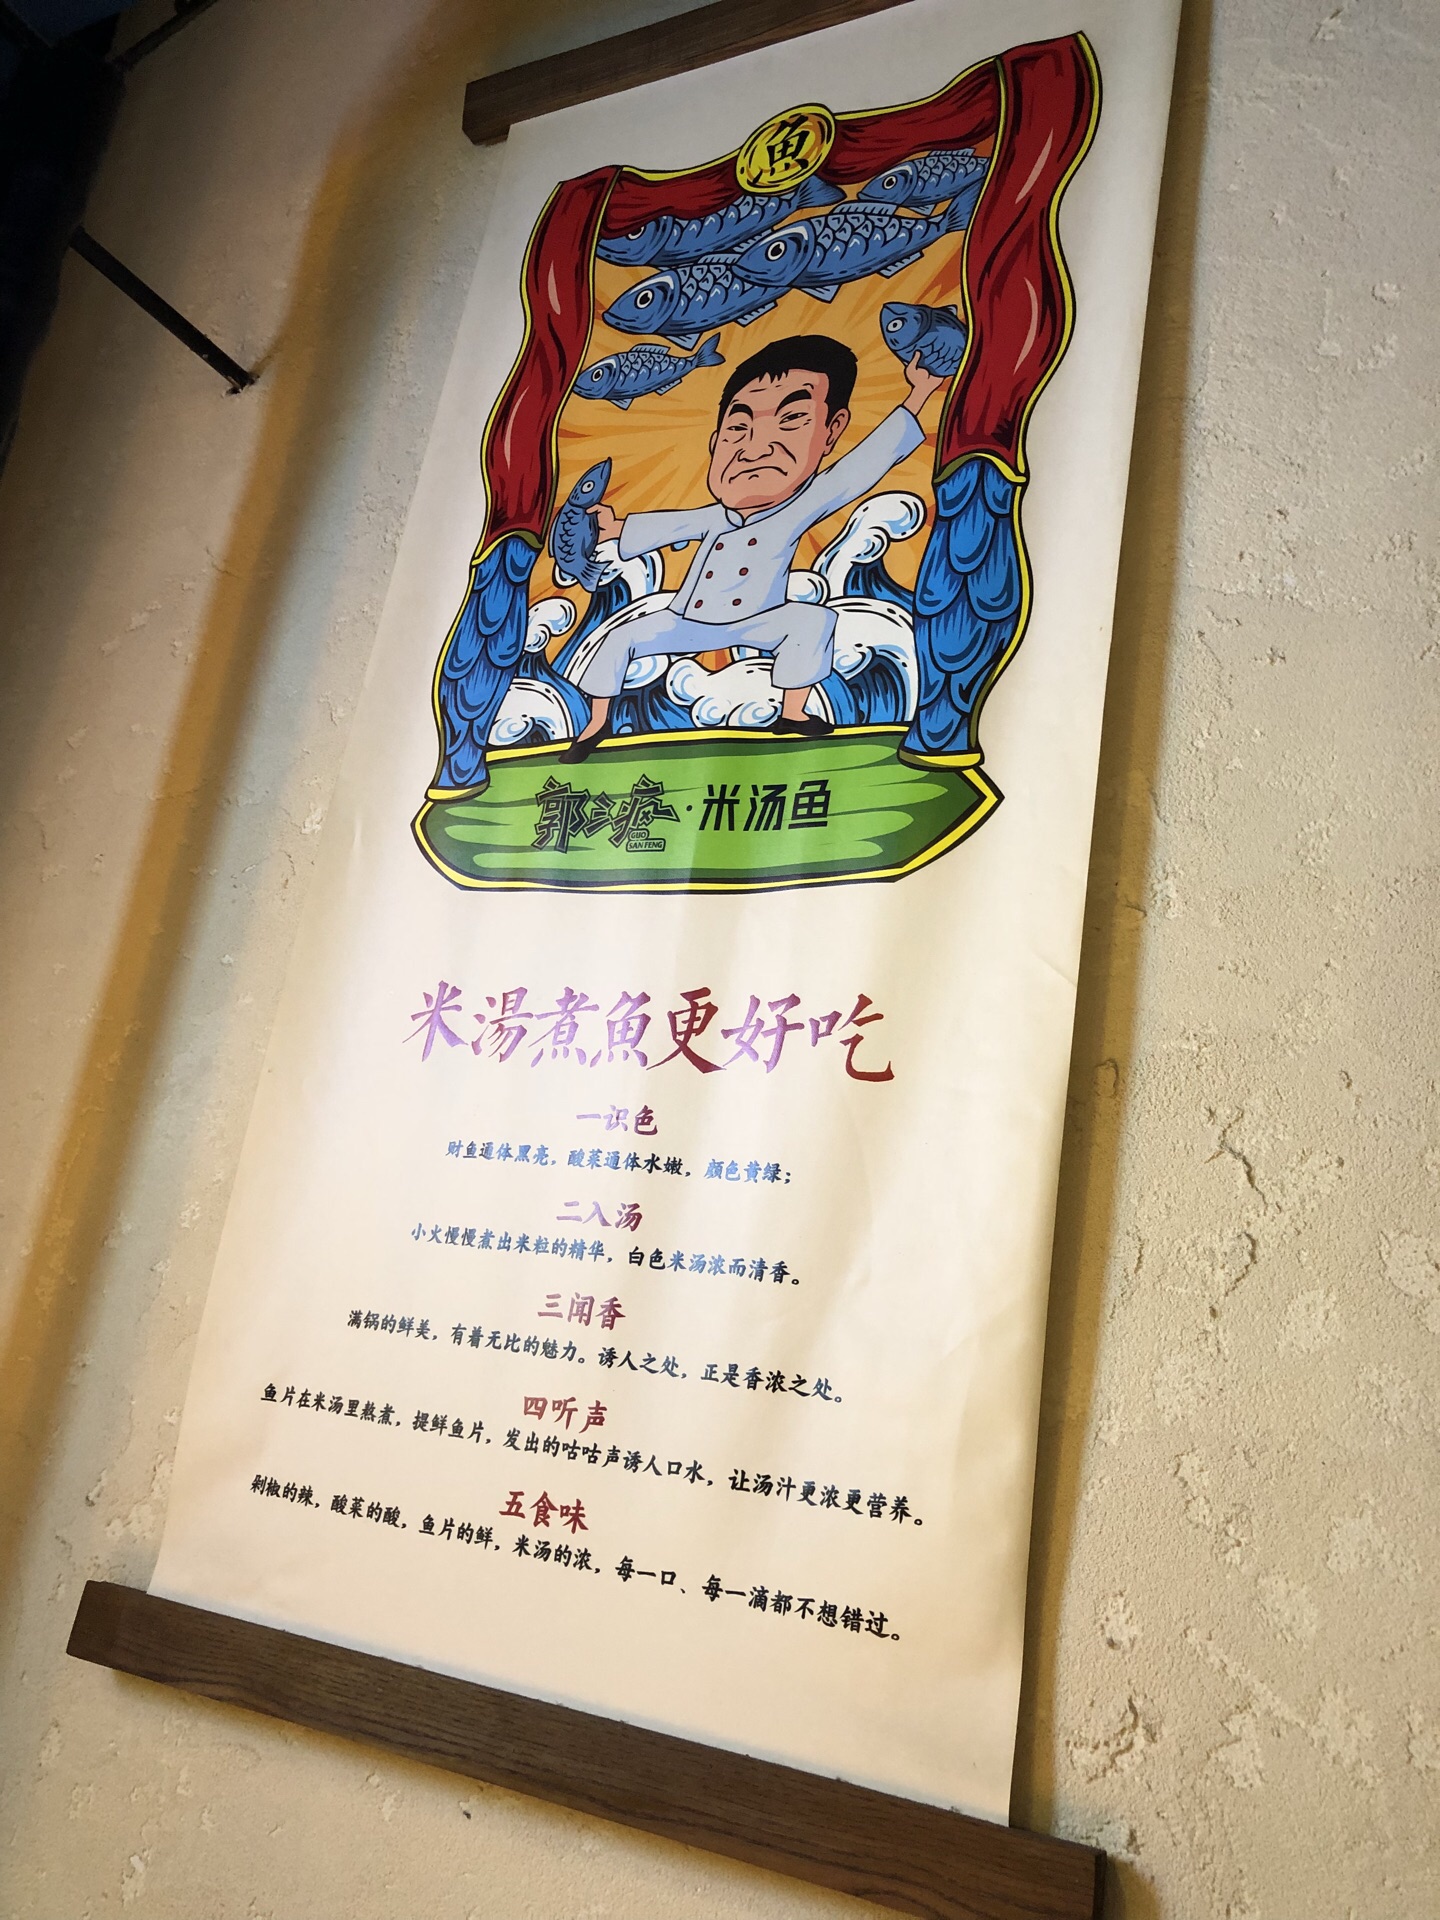 魚
郭三疯·米汤鱼
GUO
SAN FENG
米湯煮魚更好吃
一识色
财鱼通体黑亮，酸菜通体水嫩，颜色黄绿；
二入汤
小火慢慢煮出米粒的精华，白色米汤浓而清香。
三闻香
满锅的鲜美，有着无比的魅力。诱人之处，正是香浓之处。
四听声
鱼片在米汤里熬煮，提鲜鱼片，发出的咕咕声诱人口水，让汤汁更浓更营养。
五食味
剁椒的辣，酸菜的酸，鱼片的鲜，米汤的浓，每一口、每一滴都不想错过。